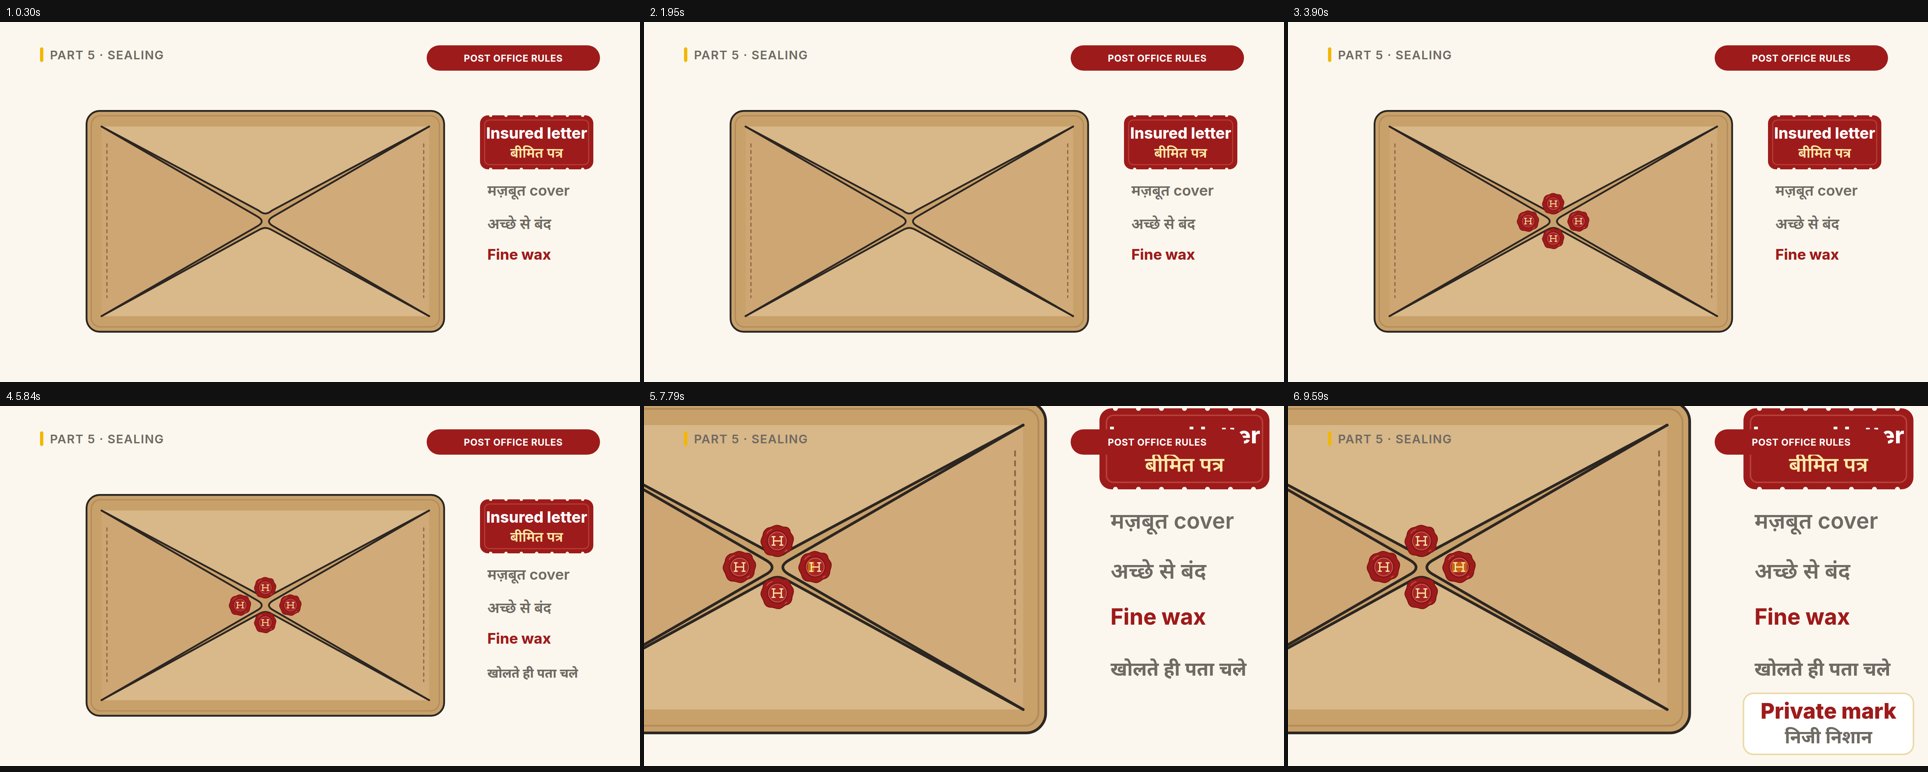 1. 0.30s
PART 5 · SEALING
POST OFFICE RULES
Insured letter
बीमित पत्र
मज़बूत cover
अच्छे से बंद
Fine wax
2. 1.95s
PART 5 · SEALING
POST OFFICE RULES
Insured letter
बीमित पत्र
मज़बूत cover
अच्छे से बंद
Fine wax
3. 3.90s
PART 5 · SEALING
POST OFFICE RULES
Insured letter
बीमित पत्र
मज़बूत cover
अच्छे से बंद
Fine wax
H
H
H
H
4. 5.84s
PART 5 · SEALING
POST OFFICE RULES
Insured letter
बीमित पत्र
मज़बूत cover
अच्छे से बंद
Fine wax
खोलते ही पता चले
H
H
H
H
5. 7.79s
PART 5 · SEALING
POST OFFICE RULES
बीमित पत्र
मज़बूत cover
अच्छे से बंद
Fine wax
खोलते ही पता चले
H
H
H
H
6. 9.59s
PART 5 · SEALING
POST OFFICE RULES
बीमित पत्र
मज़बूत cover
अच्छे से बंद
Fine wax
खोलते ही पता चले
Private mark
निजी निशान
H
H
H
H